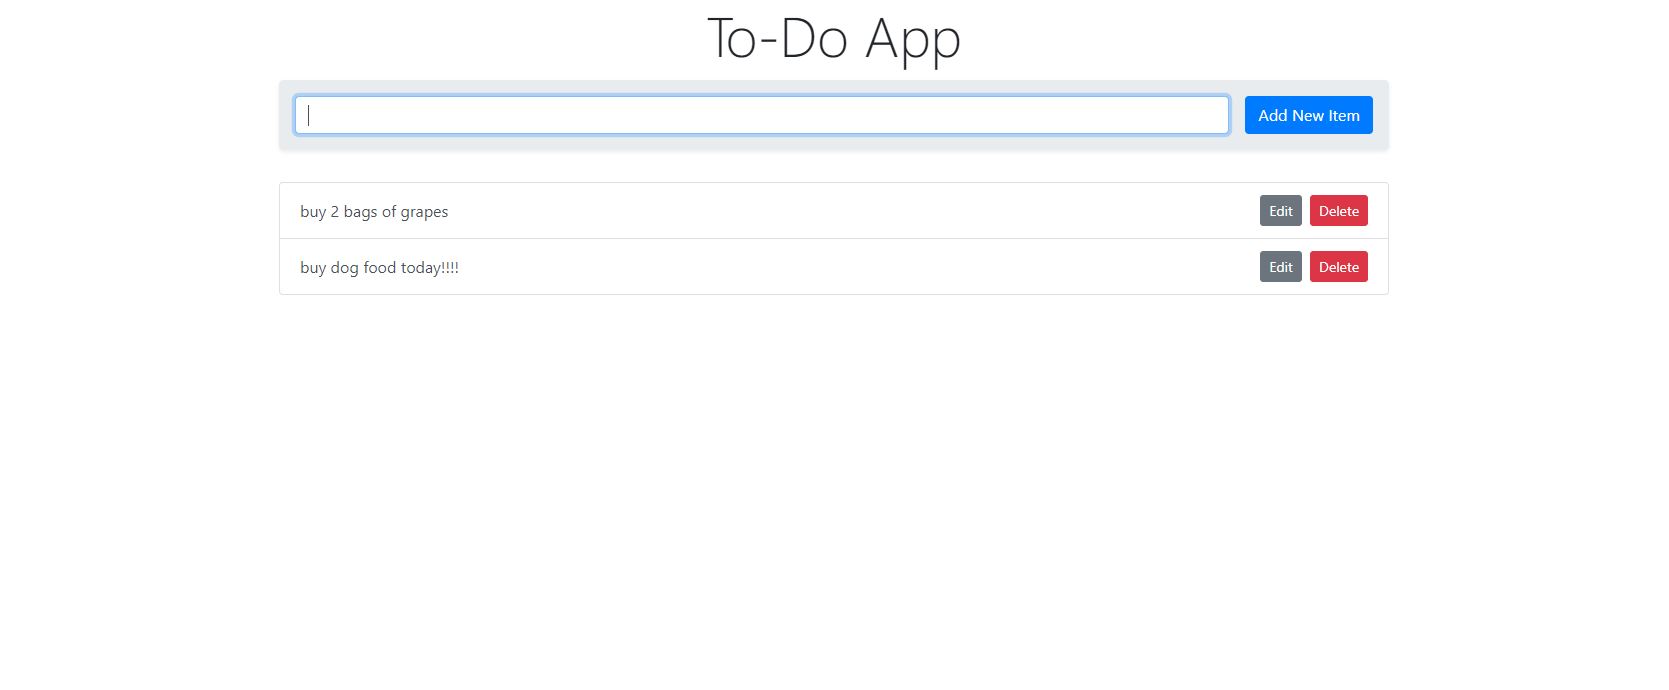 To-Do App
Add New Item
buy 2 bags of grapes Edit Delete
buy dog food today!!!! Edit Delete